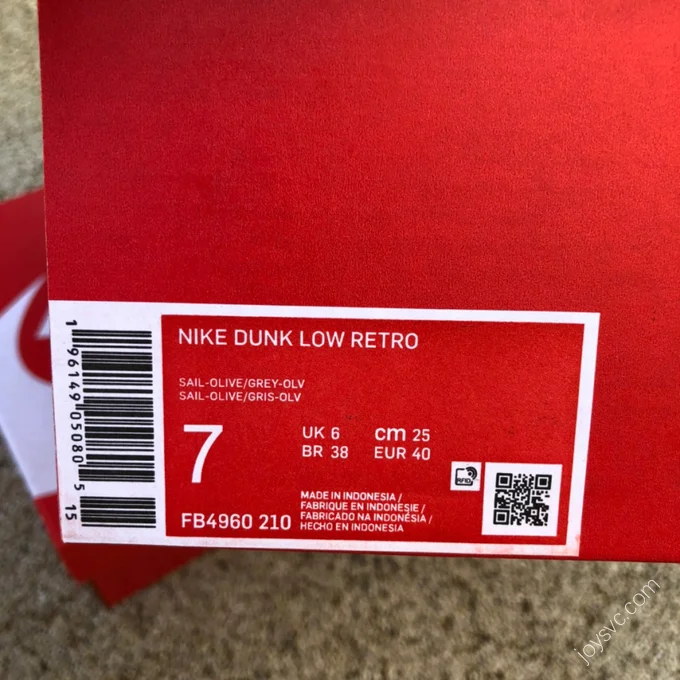 NIKE DUNK LOW RETRO
SAIL-OLIVE/GREY-OLV
SAIL-OLIVE/GRIS-OLV
7
UK 6 cm 25
BR 38 EUR 40
FB4960 210
MADE IN INDONESIA /
FABRIQUE EN INDONESIE /
FABRICADO NA INDONÉSIA /
HECHO EN INDONESIA
RFID
1 96149 05080 5 15
joysvc.com